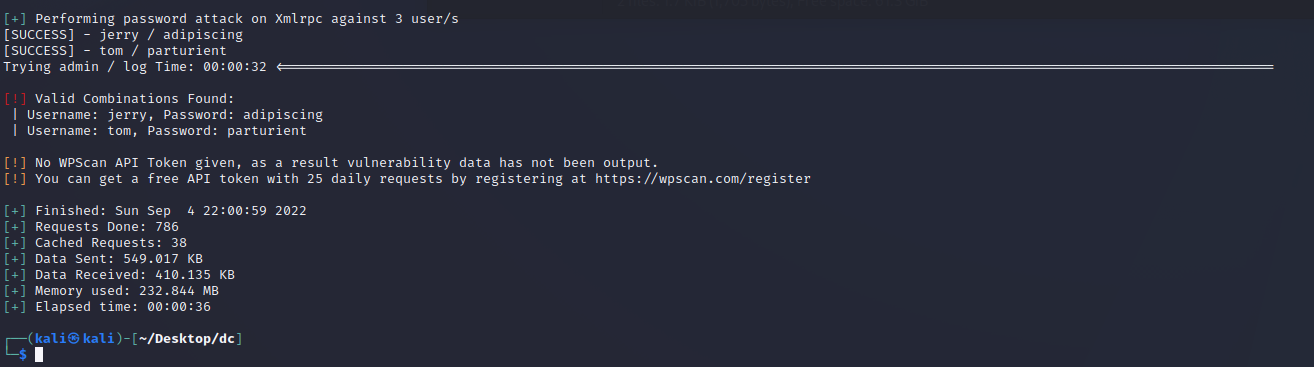 [+] Performing password attack on Xmlrpc against 3 user/s
[SUCCESS] - jerry / adipiscing
[SUCCESS] - tom / parturient
Trying admin / log Time: 00:00:32 <==============================================================================================================================>
[!] Valid Combinations Found:
 | Username: jerry, Password: adipiscing
 | Username: tom, Password: parturient
[!] No WPScan API Token given, as a result vulnerability data has not been output.
[!] You can get a free API token with 25 daily requests by registering at https://wpscan.com/register
[+] Finished: Sun Sep  4 22:00:59 2022
[+] Requests Done: 786
[+] Cached Requests: 38
[+] Data Sent: 549.017 KB
[+] Data Received: 410.135 KB
[+] Memory used: 232.844 MB
[+] Elapsed time: 00:00:36
┌──(kali㉿kali)-[~/Desktop/dc]
└─$